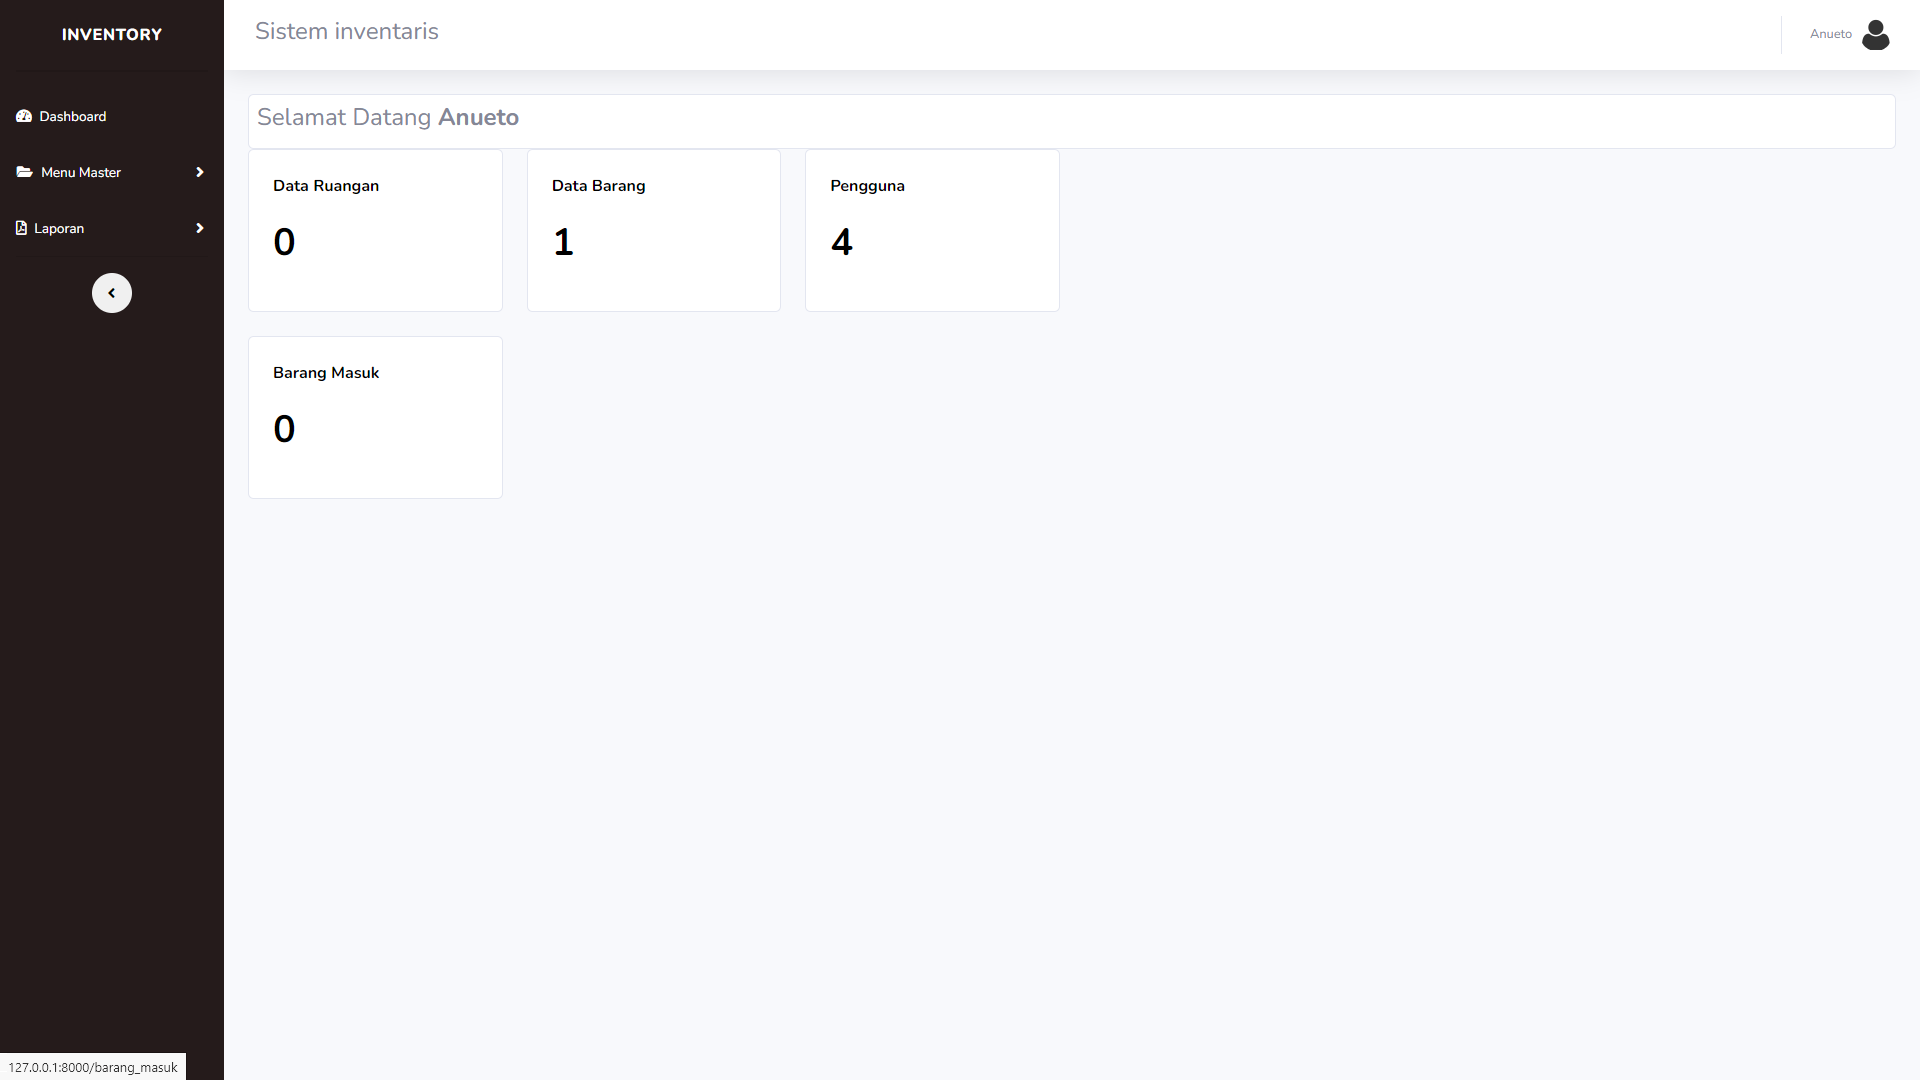 INVENTORY
Sistem inventaris
Anueto
Dashboard
Menu Master
Laporan
Selamat Datang Anueto
Data Ruangan
0
Data Barang
1
Pengguna
4
Barang Masuk
0
127.0.0.1:8000/barang_masuk